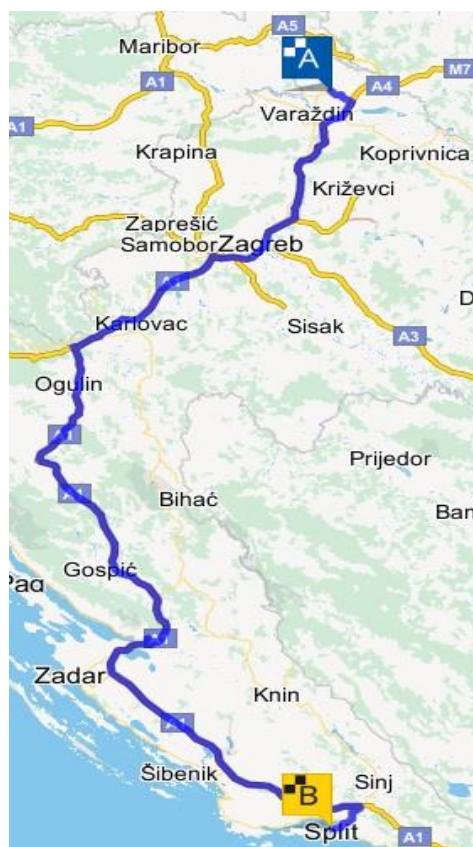 A5
Maribor
A
A1
A4
M7
Varaždin
A1
Krapina
Koprivnica
Križevci
Zaprešić
Samobor
Zagreb
A1
Karlovac
Sisak
A3
D
Ogulin
A1
Prijedor
A1
Bihać
Ban
Gospić
Pag
A1
Zadar
Knin
A1
Šibenik
Sinj
B
Split
A1